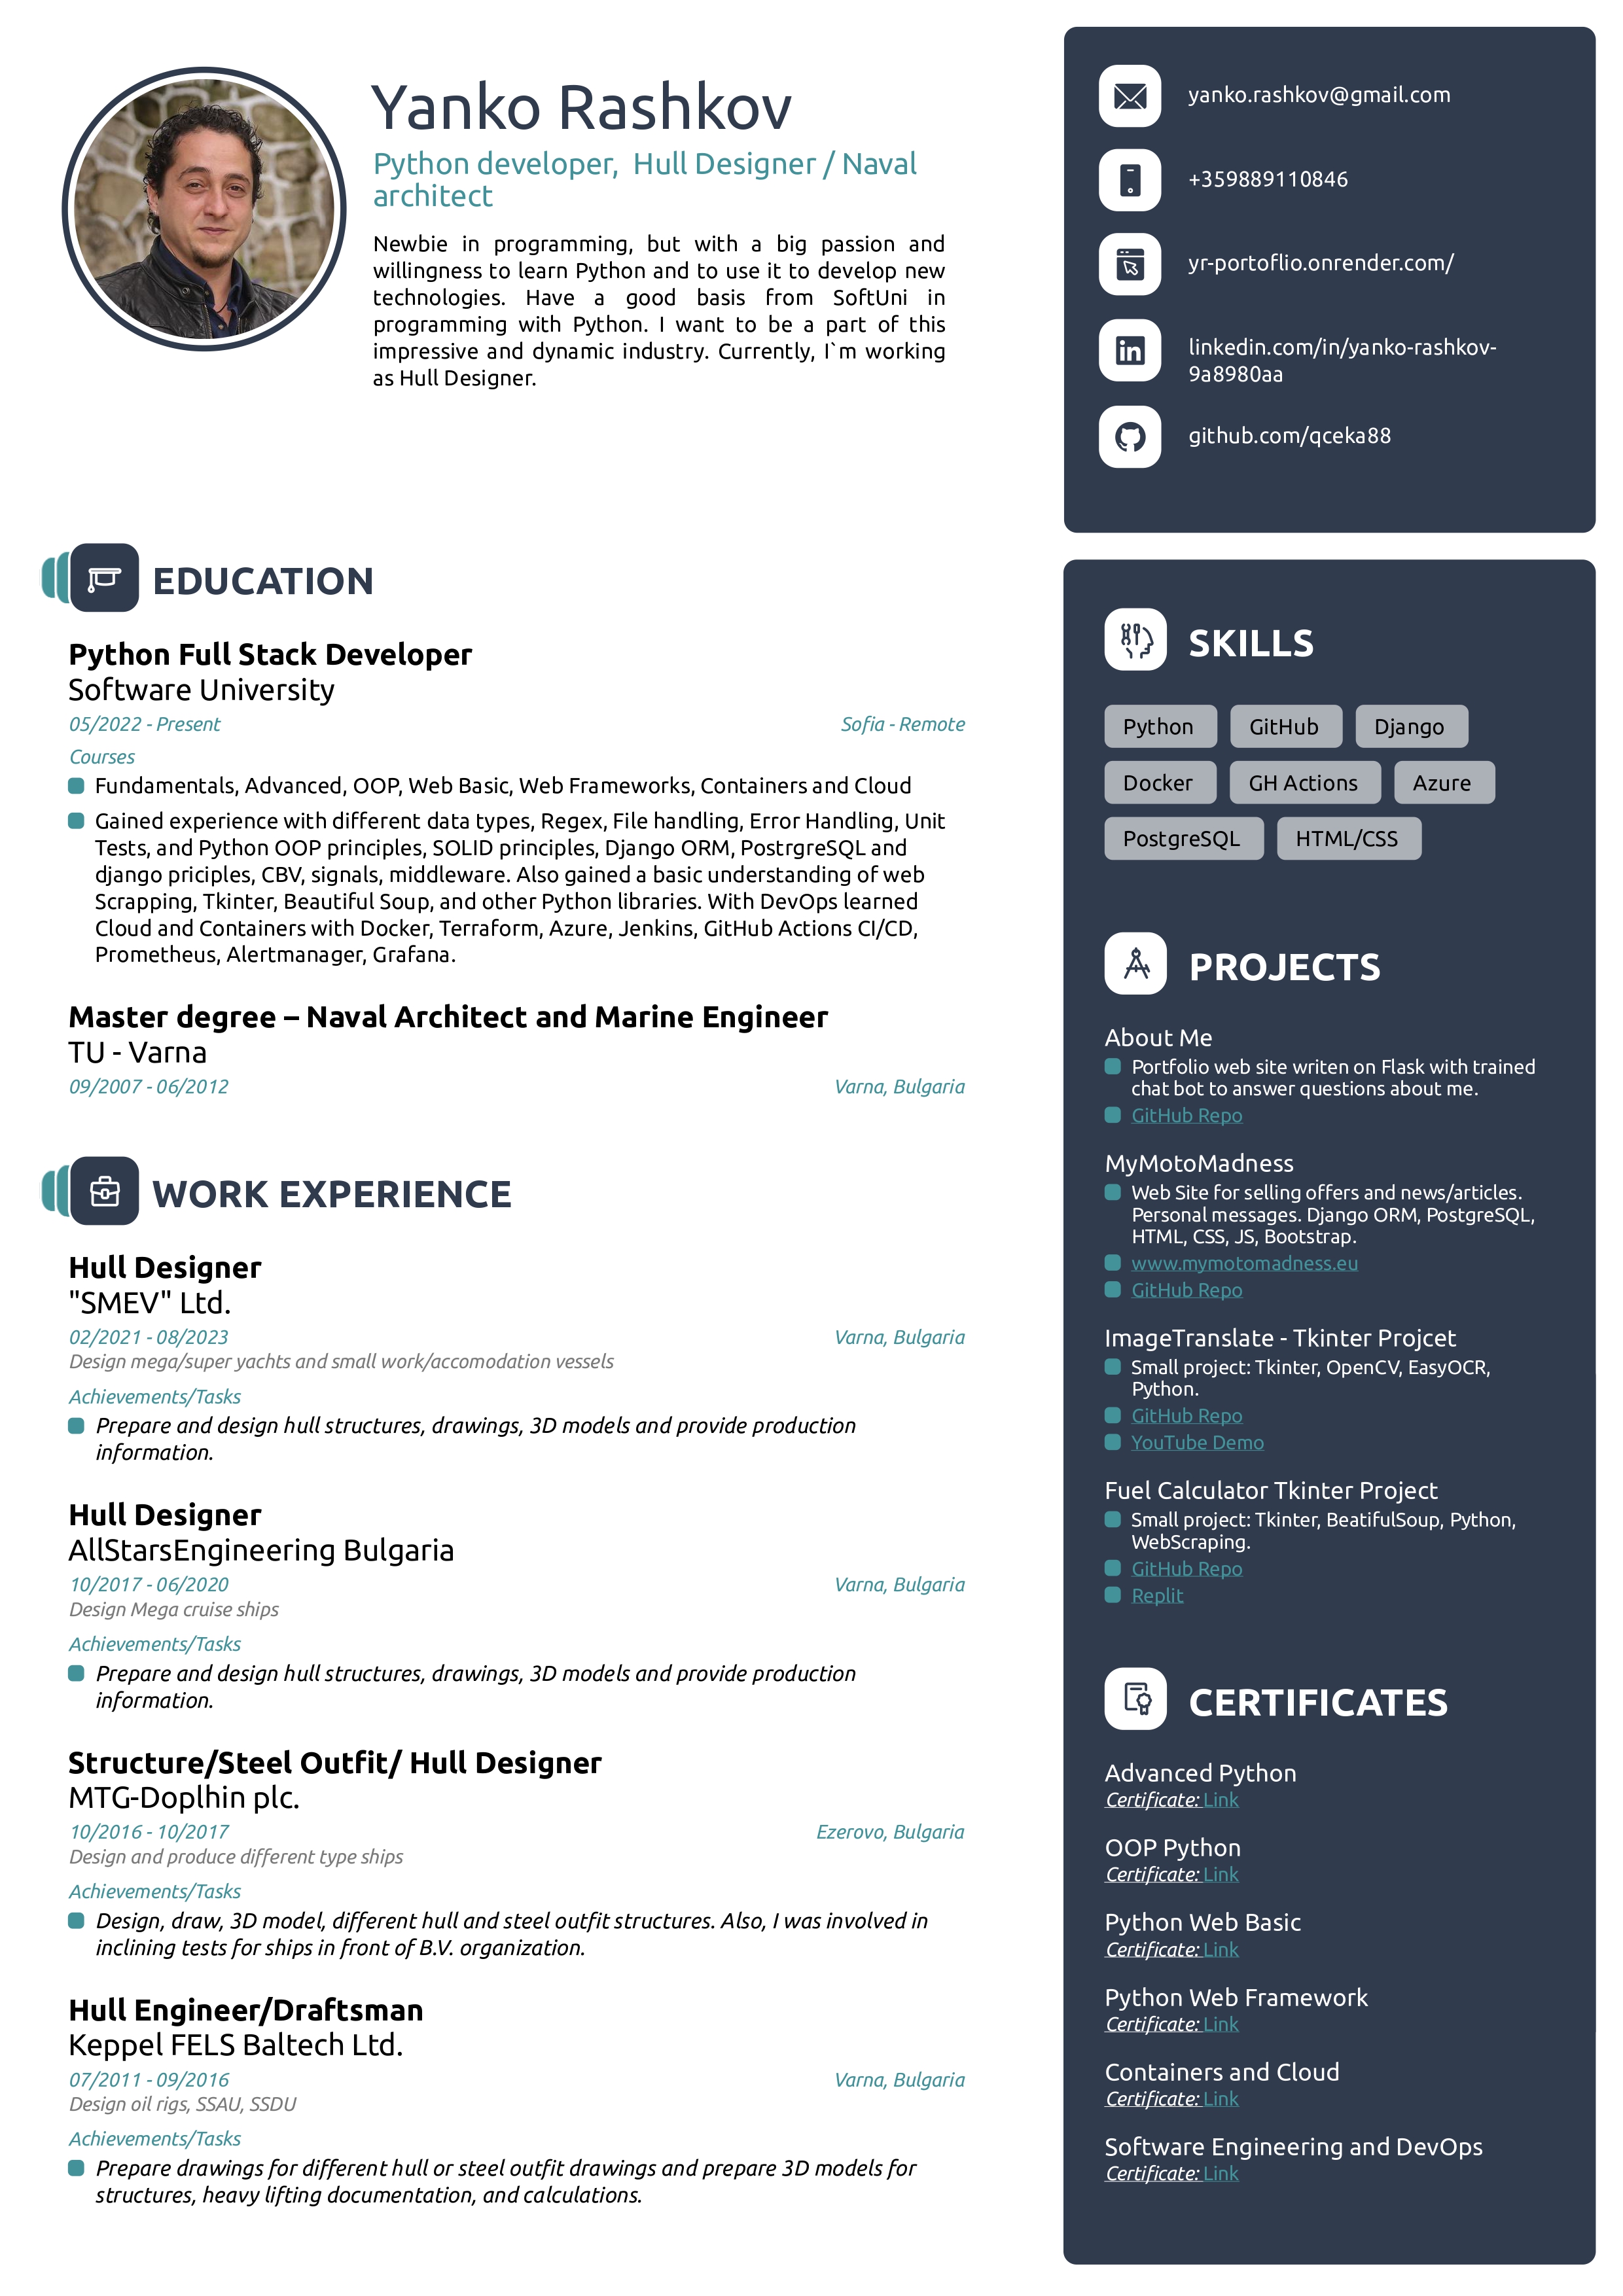 Yanko Rashkov
Python developer,  Hull Designer / Naval
architect
Newbie in programming, but with a big passion and
willingness to learn Python and to use it to develop new
technologies. Have a good basis from SoftUni in
programming with Python. I want to be a part of this
impressive and dynamic industry. Currently, I`m working
as Hull Designer.
yanko.rashkov@gmail.com
+359889110846
yr-portoflio.onrender.com/
linkedin.com/in/yanko-rashkov-
9a8980aa
github.com/qceka88
EDUCATION
Python Full Stack Developer
Software University
05/2022 - Present
Sofia - Remote
Courses
Fundamentals, Advanced, OOP, Web Basic, Web Frameworks, Containers and Cloud
Gained experience with different data types, Regex, File handling, Error Handling, Unit
Tests, and Python OOP principles, SOLID principles, Django ORM, PostrgreSQL and
django priciples, CBV, signals, middleware. Also gained a basic understanding of web
Scrapping, Tkinter, Beautiful Soup, and other Python libraries. With DevOps learned
Cloud and Containers with Docker, Terraform, Azure, Jenkins, GitHub Actions CI/CD,
Prometheus, Alertmanager, Grafana.
Master degree – Naval Architect and Marine Engineer
TU - Varna
09/2007 - 06/2012
Varna, Bulgaria
WORK EXPERIENCE
Hull Designer
"SMEV" Ltd.
02/2021 - 08/2023
Varna, Bulgaria
Design mega/super yachts and small work/accomodation vessels
Achievements/Tasks
Prepare and design hull structures, drawings, 3D models and provide production
information.
Hull Designer
AllStarsEngineering Bulgaria
10/2017 - 06/2020
Varna, Bulgaria
Design Mega cruise ships
Achievements/Tasks
Prepare and design hull structures, drawings, 3D models and provide production
information.
Structure/Steel Outfit/ Hull Designer
MTG-Doplhin plc.
10/2016 - 10/2017
Ezerovo, Bulgaria
Design and produce different type ships
Achievements/Tasks
Design, draw, 3D model, different hull and steel outfit structures. Also, I was involved in
inclining tests for ships in front of B.V. organization.
Hull Engineer/Draftsman
Keppel FELS Baltech Ltd.
07/2011 - 09/2016
Varna, Bulgaria
Design oil rigs, SSAU, SSDU
Achievements/Tasks
Prepare drawings for different hull or steel outfit drawings and prepare 3D models for
structures, heavy lifting documentation, and calculations.
SKILLS
Python GitHub Django
Docker GH Actions Azure
PostgreSQL HTML/CSS
PROJECTS
About Me
Portfolio web site writen on Flask with trained
chat bot to answer questions about me.
GitHub Repo
MyMotoMadness
Web Site for selling offers and news/articles.
Personal messages. Django ORM, PostgreSQL,
HTML, CSS, JS, Bootstrap.
www.mymotomadness.eu
GitHub Repo
ImageTranslate - Tkinter Projcet
Small project: Tkinter, OpenCV, EasyOCR,
Python.
GitHub Repo
YouTube Demo
Fuel Calculator Tkinter Project
Small project: Tkinter, BeatifulSoup, Python,
WebScraping.
GitHub Repo
Replit
CERTIFICATES
Advanced Python
Certificate: Link
OOP Python
Certificate: Link
Python Web Basic
Certificate: Link
Python Web Framework
Certificate: Link
Containers and Cloud
Certificate: Link
Software Engineering and DevOps
Certificate: Link